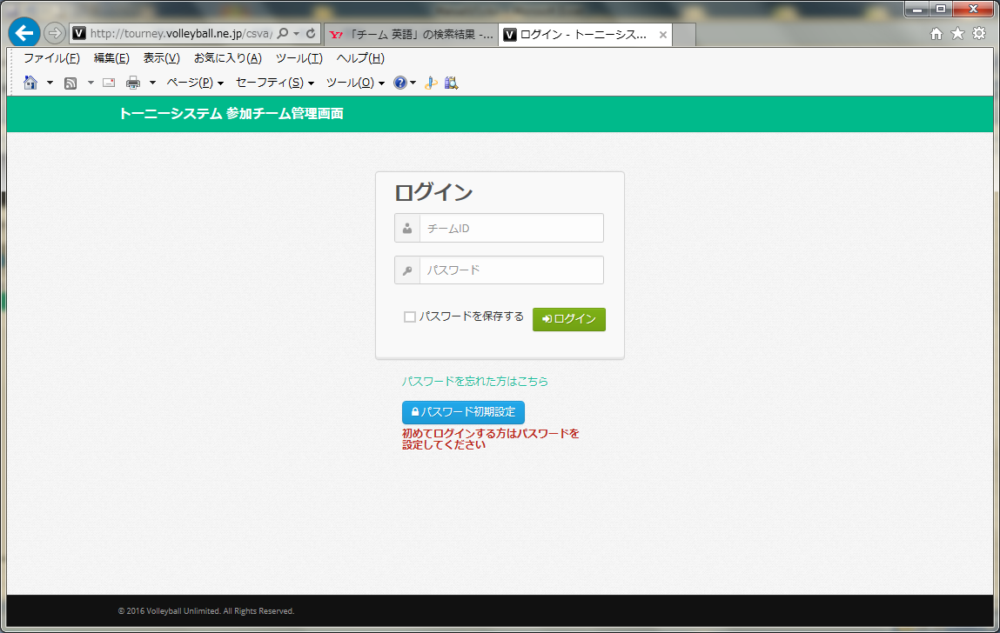 http://tourney.volleyball.ne.jp/csva/
Y! 「チーム 英語」の検索結果 -...
V ログイン - トーニーシス...
ファイル(F) 編集(E) 表示(V) お気に入り(A) ツール(T) ヘルプ(H)
ページ(P) セーフティ(S) ツール(O)
トーニーシステム 参加チーム管理画面
ログイン
チームID
パスワード
パスワードを保存する ログイン
パスワードを忘れた方はこちら
パスワード初期設定
初めてログインする方はパスワードを
設定してください
© 2016 Volleyball Unlimited. All Rights Reserved.